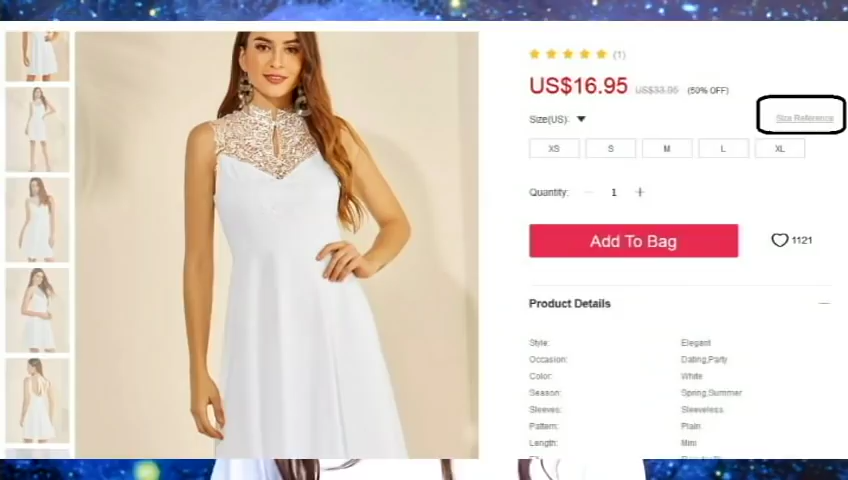 (1)
US$16.95 US$33.95 (50% OFF)
Size(US): Size Reference
XS S M L XL
Quantity: 1 +
Add To Bag 1121
Product Details
Style: Elegant
Occasion: Dating,Party
Color: White
Season: Spring,Summer
Sleeves: Sleeveless
Pattern: Plain
Length: Mini